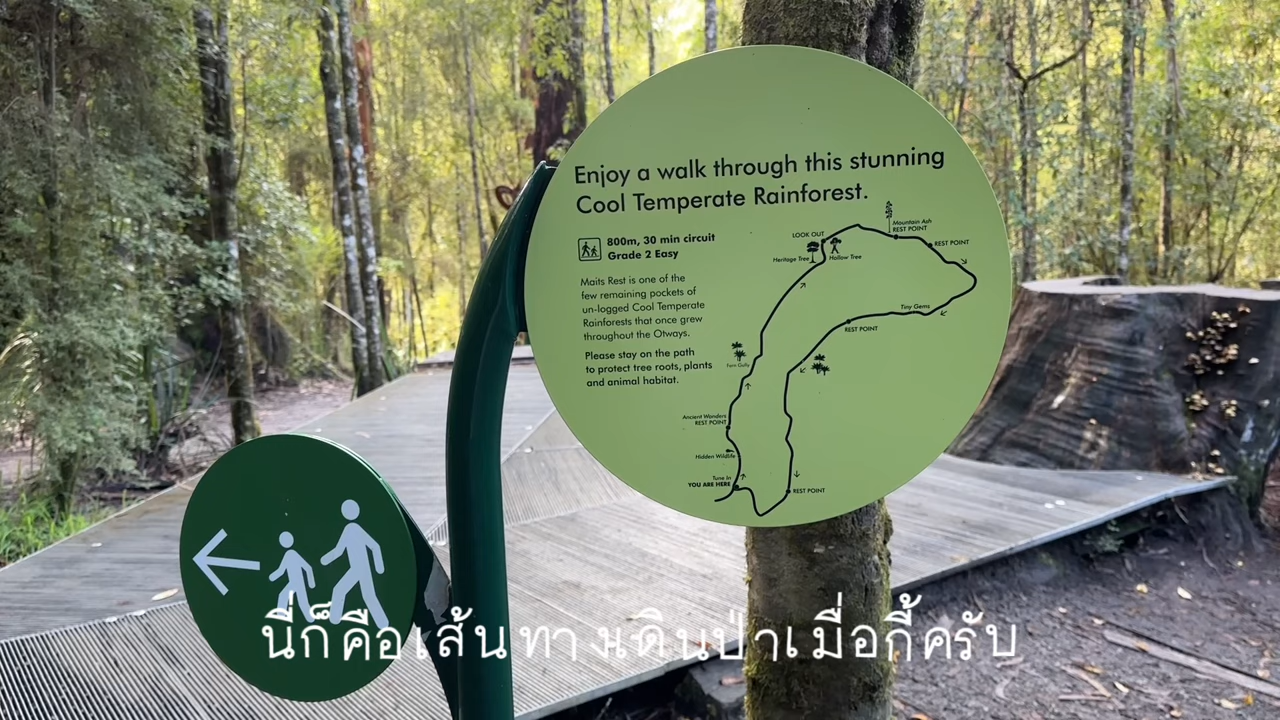 Enjoy a walk through this stunning
Cool Temperate Rainforest.
800m, 30 min circuit
Grade 2 Easy
Maits Rest is one of the
few remaining pockets of
un-logged Cool Temperate
Rainforests that once grew
throughout the Otways.
Please stay on the path
to protect tree roots, plants
and animal habitat.
Mountain Ash
REST POINT
LOOK OUT
REST POINT
Heritage Tree
Hollow Tree
Tiny Gems
REST POINT
Fern Gully
Ancient Wonders
REST POINT
Hidden Wildlife
Tune In
YOU ARE HERE
REST POINT
นี่ก็คือเส้นทางเดินป่าเมื่อกี้ครับ